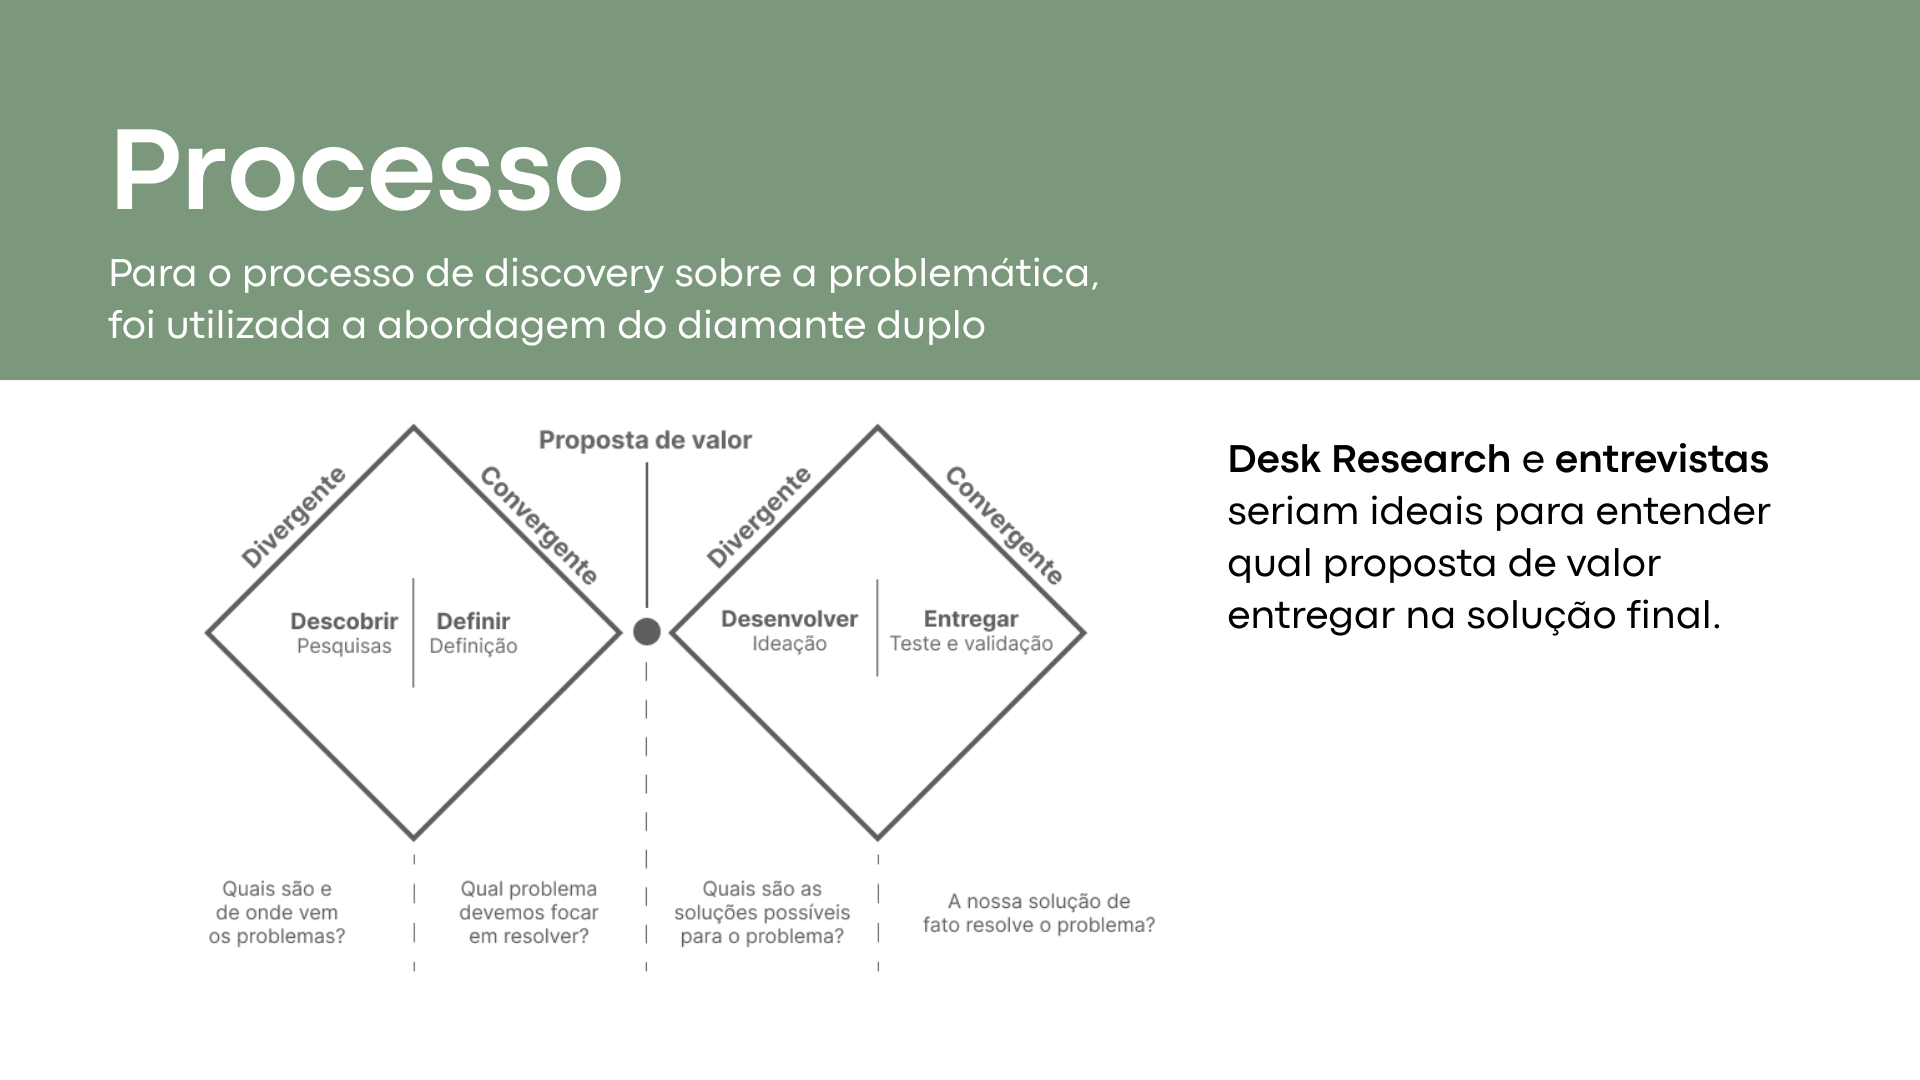 Processo
Para o processo de discovery sobre a problemática,
foi utilizada a abordagem do diamante duplo
Proposta de valor
Divergente
Convergente
Divergente
Convergente
Descobrir
Pesquisas
Definir
Definição
Desenvolver
Ideação
Entregar
Teste e validação
Quais são e
de onde vem
os problemas?
Qual problema
devemos focar
em resolver?
Quais são as
soluções possíveis
para o problema?
A nossa solução de
fato resolve o problema?
Desk Research e entrevistas
seriam ideais para entender
qual proposta de valor
entregar na solução final.